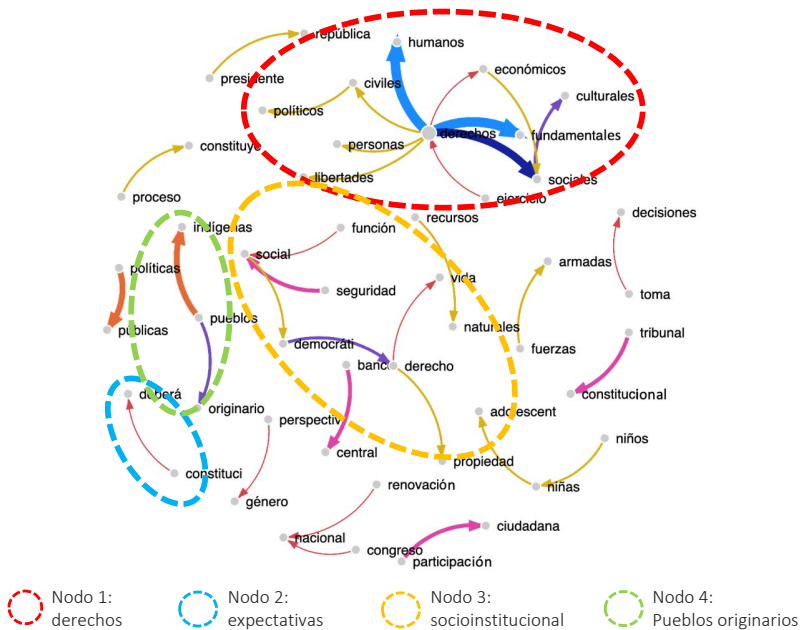 república
humanos
económicos
presidente
civiles
culturales
políticos
derechos
fundamentales
constituye
personas
libertades
sociales
proceso
ejercicio
recursos
decisiones
indígenas
función
social
políticas
vida
armadas
seguridad
toma
pueblos
naturales
públicas
democráti
tribunal
fuerzas
banco
derecho
deberá
constitucional
originario
adolescent
perspectiv
niños
central
propiedad
constituci
renovación
niñas
género
ciudadana
nacional
congreso
participación
Nodo 1:
derechos
Nodo 2:
expectativas
Nodo 3:
socioinstitucional
Nodo 4:
Pueblos originarios